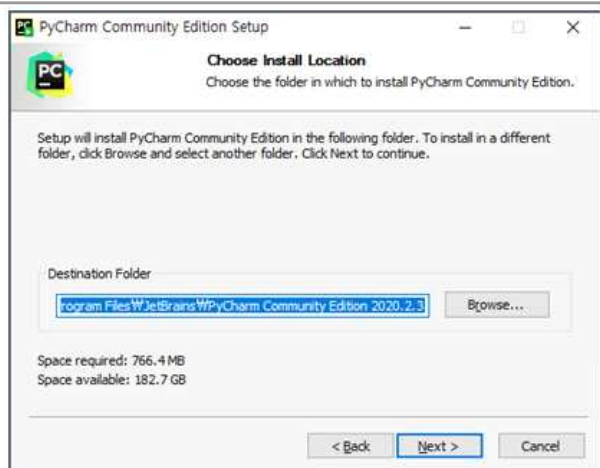 PC PyCharm Community Edition Setup
PC
Choose Install Location
Choose the folder in which to install PyCharm Community Edition.
Setup will install PyCharm Community Edition in the following folder. To install in a different
folder, click Browse and select another folder. Click Next to continue.
Destination Folder
rogram Files₩JetBrains₩PyCharm Community Edition 2020.2.3
Browse...
Space required: 766.4 MB
Space available: 182.7 GB
< Back
Next >
Cancel